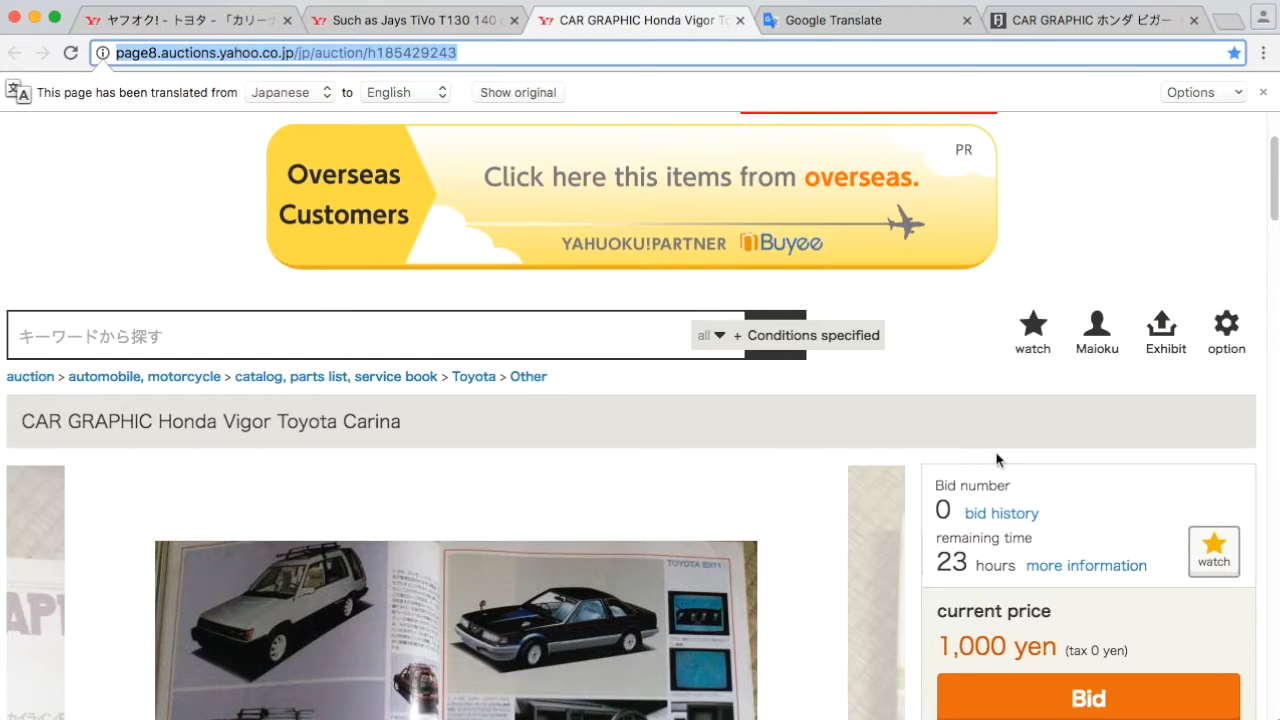 ヤフオク! - トヨタ - 「カリー
Such as Jays TiVo T130 140 c
CAR GRAPHIC Honda Vigor To
Google Translate
CAR GRAPHIC ホンダ ビガー
page8.auctions.yahoo.co.jp/jp/auction/h185429243
This page has been translated from Japanese to English Show original Options
PR
Overseas Customers
Click here this items from overseas.
YAHUOKU!PARTNER Buyee
キーワードから探す
all + Conditions specified
watch Maioku Exhibit option
auction > automobile, motorcycle > catalog, parts list, service book > Toyota > Other
CAR GRAPHIC Honda Vigor Toyota Carina
Bid number
0 bid history
remaining time
23 hours more information
watch
current price
1,000 yen (tax 0 yen)
Bid
TOYOTA EX11